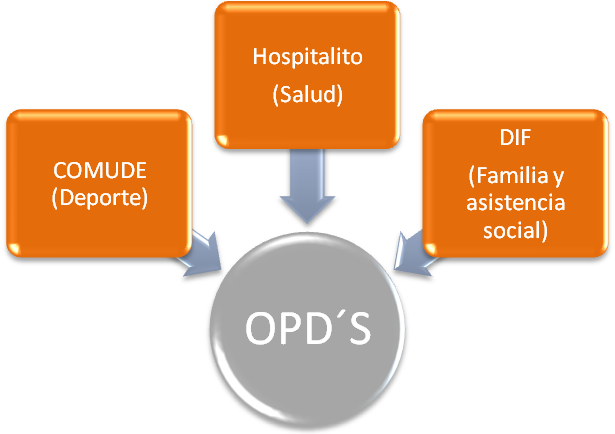 Hospitalito
(Salud)
COMUDE
(Deporte)
DIF
(Familia y
asistencia
social)
OPD´S